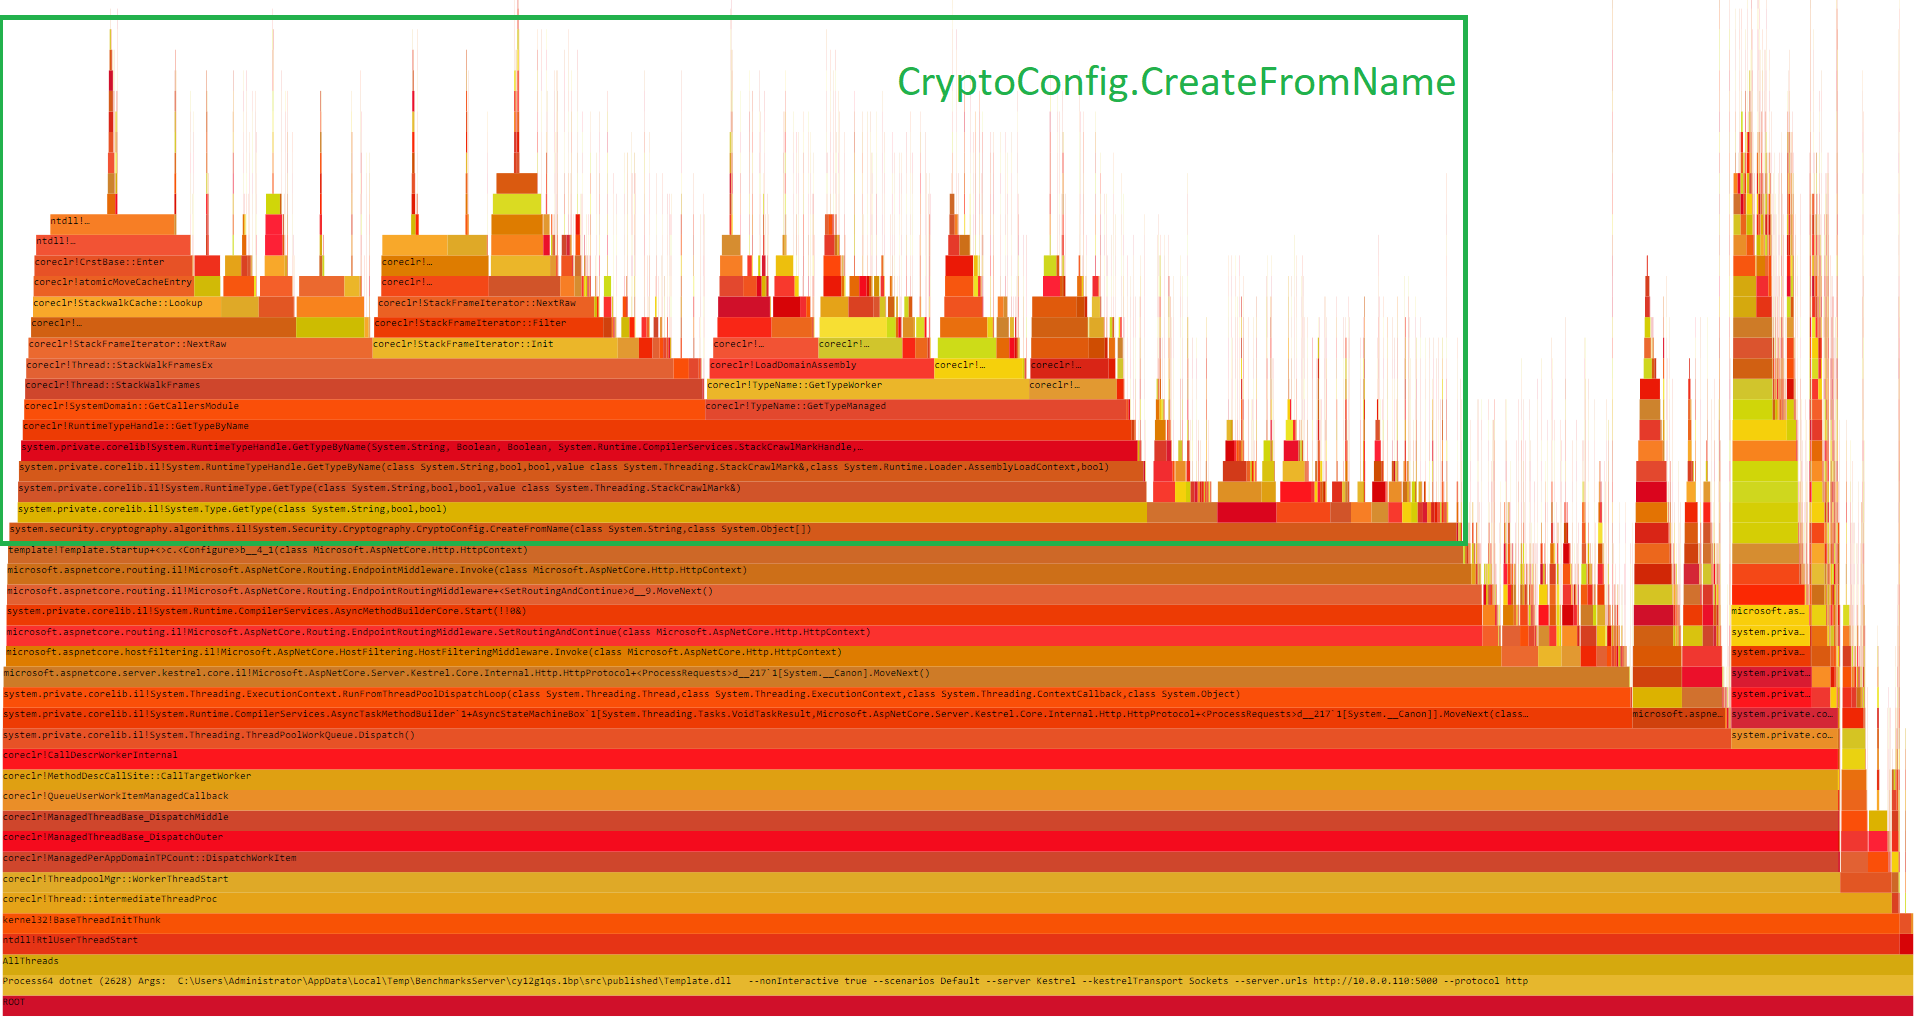 CryptoConfig.CreateFromName
ntdll!…
ntdll!…
coreclr!CrstBase::Enter coreclr!…
coreclr!atomicMoveCacheEntry coreclr!…
coreclr!StackwalkCache::Lookup coreclr!StackFrameIterator::NextRaw
coreclr!… coreclr!StackFrameIterator::Filter
coreclr!StackFrameIterator::NextRaw coreclr!StackFrameIterator::Init coreclr!… coreclr!…
coreclr!Thread::StackWalkFramesEx coreclr!LoadDomainAssembly coreclr!… coreclr!…
coreclr!Thread::StackWalkFrames coreclr!TypeName::GetTypeWorker coreclr!…
coreclr!SystemDomain::GetCallersModule coreclr!TypeName::GetTypeManaged
coreclr!RuntimeTypeHandle::GetTypeByName
system.private.corelib!System.RuntimeTypeHandle.GetTypeByName(System.String, Boolean, Boolean, System.Runtime.CompilerServices.StackCrawlMarkHandle,…
system.private.corelib.il!System.RuntimeTypeHandle.GetTypeByName(class System.String,bool,bool,value class System.Threading.StackCrawlMark&,class System.Runtime.Loader.AssemblyLoadContext,bool)
system.private.corelib.il!System.RuntimeType.GetType(class System.String,bool,bool,value class System.Threading.StackCrawlMark&)
system.private.corelib.il!System.Type.GetType(class System.String,bool,bool)
system.security.cryptography.algorithms.il!System.Security.Cryptography.CryptoConfig.CreateFromName(class System.String,class System.Object[])
template!Template.Startup+<>c.<Configure>b__4_1(class Microsoft.AspNetCore.Http.HttpContext)
microsoft.aspnetcore.routing.il!Microsoft.AspNetCore.Routing.EndpointMiddleware.Invoke(class Microsoft.AspNetCore.Http.HttpContext)
microsoft.aspnetcore.routing.il!Microsoft.AspNetCore.Routing.EndpointRoutingMiddleware+<SetRoutingAndContinue>d__9.MoveNext()
system.private.corelib.il!System.Runtime.CompilerServices.AsyncMethodBuilderCore.Start(!!0&) microsoft.as…
microsoft.aspnetcore.routing.il!Microsoft.AspNetCore.Routing.EndpointRoutingMiddleware.SetRoutingAndContinue(class Microsoft.AspNetCore.Http.HttpContext) system.priva…
microsoft.aspnetcore.hostfiltering.il!Microsoft.AspNetCore.HostFiltering.HostFilteringMiddleware.Invoke(class Microsoft.AspNetCore.Http.HttpContext) system.priva…
microsoft.aspnetcore.server.kestrel.core.il!Microsoft.AspNetCore.Server.Kestrel.Core.Internal.Http.HttpProtocol+<ProcessRequests>d__217`1[System.__Canon].MoveNext() system.privat…
system.private.corelib.il!System.Threading.ExecutionContext.RunFromThreadPoolDispatchLoop(class System.Threading.Thread,class System.Threading.ExecutionContext,class System.Threading.ContextCallback,class System.Object) system.privat…
system.private.corelib.il!System.Runtime.CompilerServices.AsyncTaskMethodBuilder`1+AsyncStateMachineBox`1[System.Threading.Tasks.VoidTaskResult,Microsoft.AspNetCore.Server.Kestrel.Core.Internal.Http.HttpProtocol+<ProcessRequests>d__217`1[System.__Canon]].MoveNext(class… microsoft.aspne… system.private.co…
system.private.corelib.il!System.Threading.ThreadPoolWorkQueue.Dispatch() system.private.co…
coreclr!CallDescrWorkerInternal
coreclr!MethodDescCallSite::CallTargetWorker
coreclr!QueueUserWorkItemManagedCallback
coreclr!ManagedThreadBase_DispatchMiddle
coreclr!ManagedThreadBase_DispatchOuter
coreclr!ManagedPerAppDomainTPCount::DispatchWorkItem
coreclr!ThreadpoolMgr::WorkerThreadStart
coreclr!Thread::intermediateThreadProc
kernel32!BaseThreadInitThunk
ntdll!RtlUserThreadStart
AllThreads
Process64 dotnet (2628) Args:  C:\Users\Administrator\AppData\Local\Temp\BenchmarksServer\cy12g1qs.1bp\src\published\Template.dll   --nonInteractive true --scenarios Default --server Kestrel --kestrelTransport Sockets --server.urls http://10.0.0.110:5000 --protocol http
ROOT